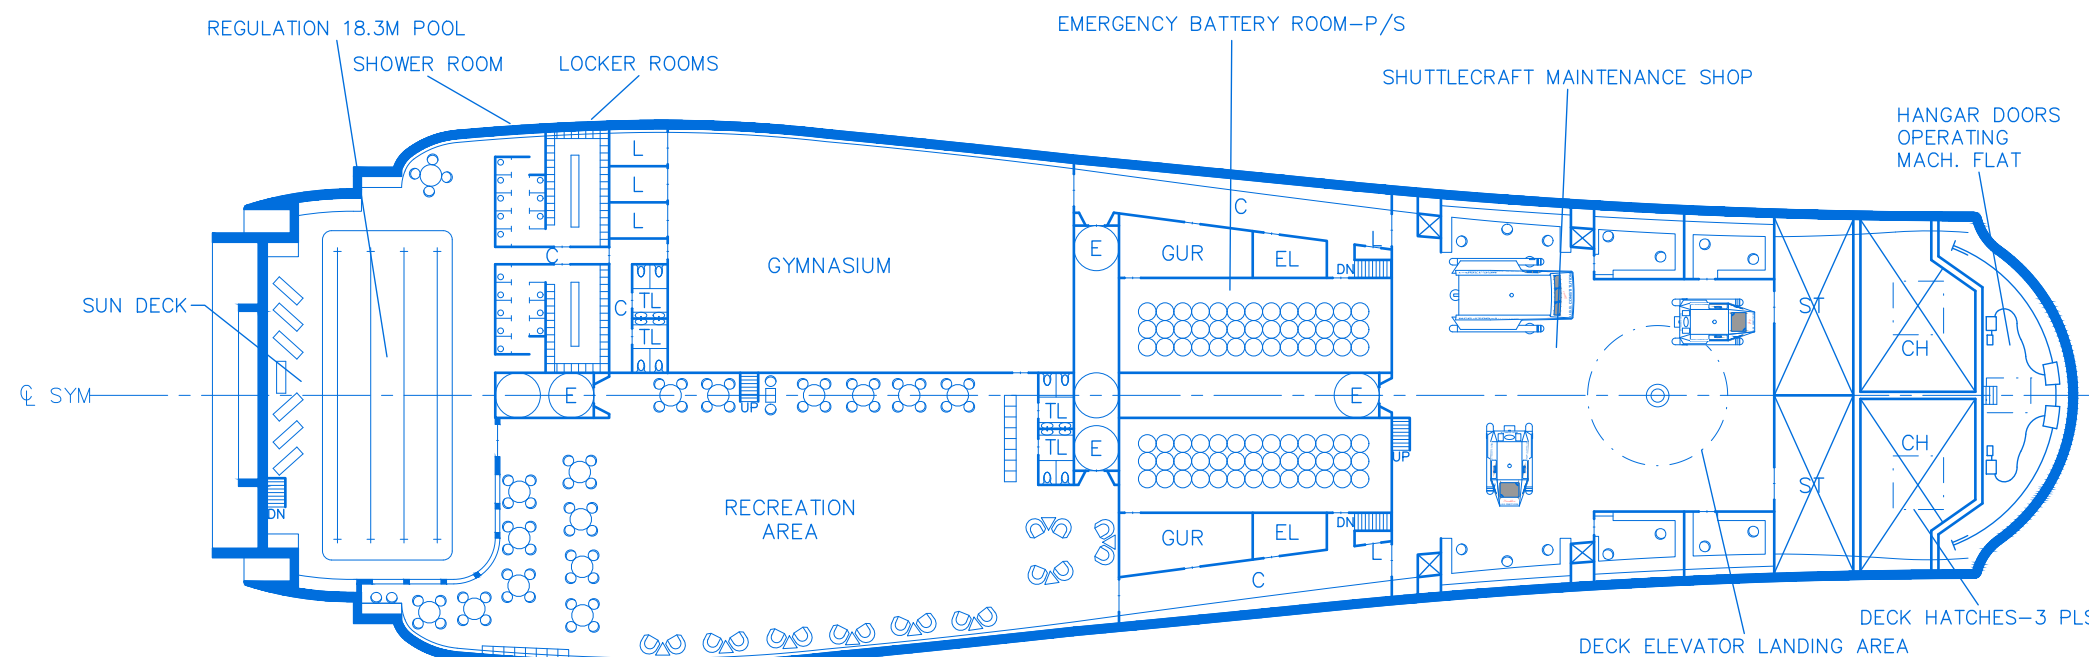 REGULATION 18.3M POOL
SHOWER ROOM
LOCKER ROOMS
EMERGENCY BATTERY ROOM-P/S
SHUTTLECRAFT MAINTENANCE SHOP
HANGAR DOORS
OPERATING
MACH. FLAT
L
L
L
C
GYMNASIUM
E
C
GUR
EL
L
DN
SUN DECK
C
TL
TL
ST
CH
℄ SYM
E
UP
TL
TL
E
E
UP
CH
ST
DN
RECREATION
AREA
GUR
EL
DN
L
C
DECK HATCHES-3 PLS
DECK ELEVATOR LANDING AREA